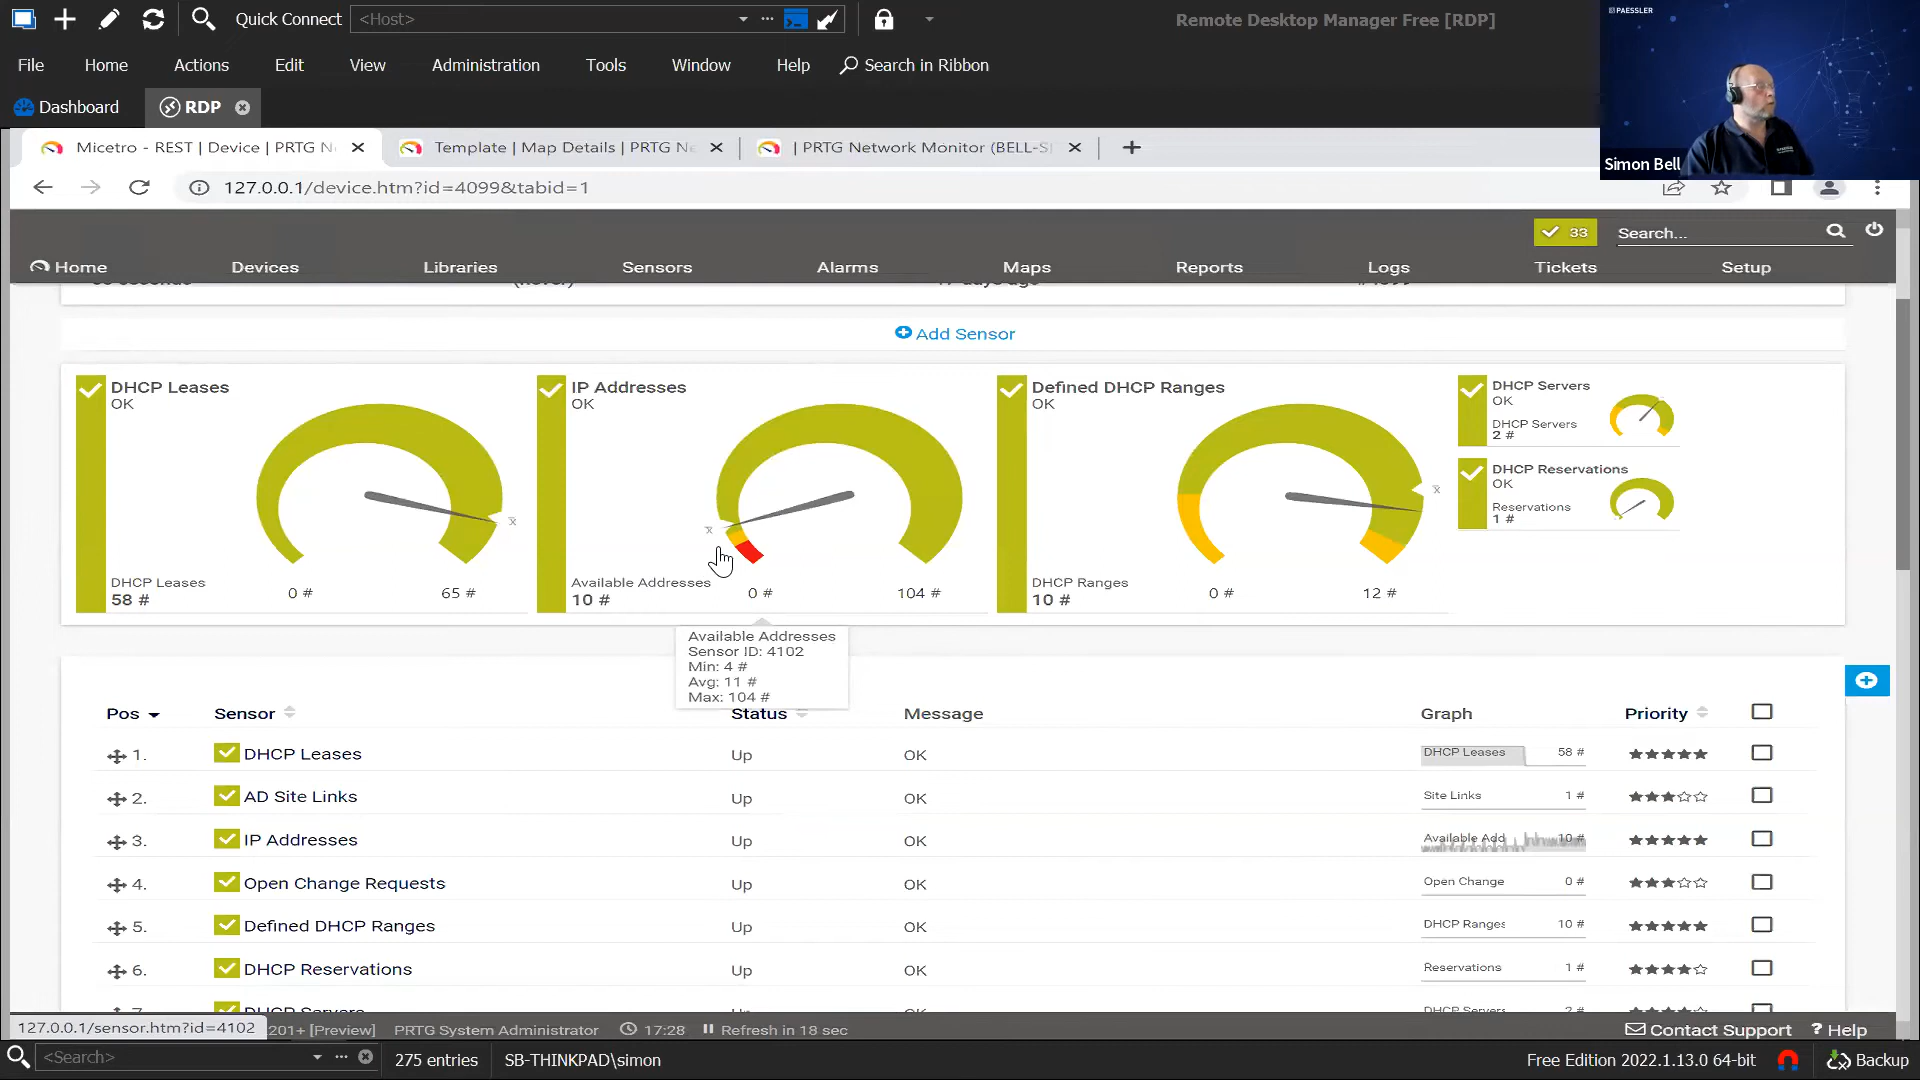 Quick Connect
<Host>
Remote Desktop Manager Free [RDP]
PAESSLER
File
Home
Actions
Edit
View
Administration
Tools
Window
Help
Search in Ribbon
Dashboard
RDP
Simon Bell
Micetro - REST | Device | PRTG N
Template | Map Details | PRTG Ne
| PRTG Network Monitor (BELL-S
127.0.0.1/device.htm?id=4099&tabid=1
33
Search...
Home
Devices
Libraries
Sensors
Alarms
Maps
Reports
Logs
Tickets
Setup
Add Sensor
DHCP Leases
OK
DHCP Leases
58 #
0 #
65 #
IP Addresses
OK
Available Addresses
10 #
0 #
104 #
Defined DHCP Ranges
OK
DHCP Ranges
10 #
0 #
12 #
DHCP Servers
OK
DHCP Servers
2 #
DHCP Reservations
OK
Reservations
1 #
Available Addresses
Sensor ID: 4102
Min: 4 #
Avg: 11 #
Max: 104 #
Pos Sensor Status Message Graph Priority
1. DHCP Leases Up OK DHCP Leases 58 #
2. AD Site Links Up OK Site Links 1 #
3. IP Addresses Up OK Available Add 10 #
4. Open Change Requests Up OK Open Change 0 #
5. Defined DHCP Ranges Up OK DHCP Ranges 10 #
6. DHCP Reservations Up OK Reservations 1 #
127.0.0.1/sensor.htm?id=4102
201+ [Preview]
PRTG System Administrator
17:28
Refresh in 18 sec
Contact Support
? Help
<Search>
275 entries
SB-THINKPAD\simon
Free Edition 2022.1.13.0 64-bit
Backup